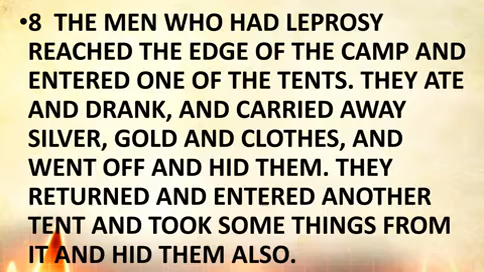 •8 THE MEN WHO HAD LEPROSY
REACHED THE EDGE OF THE CAMP AND
ENTERED ONE OF THE TENTS. THEY ATE
AND DRANK, AND CARRIED AWAY
SILVER, GOLD AND CLOTHES, AND
WENT OFF AND HID THEM. THEY
RETURNED AND ENTERED ANOTHER
TENT AND TOOK SOME THINGS FROM
IT AND HID THEM ALSO.